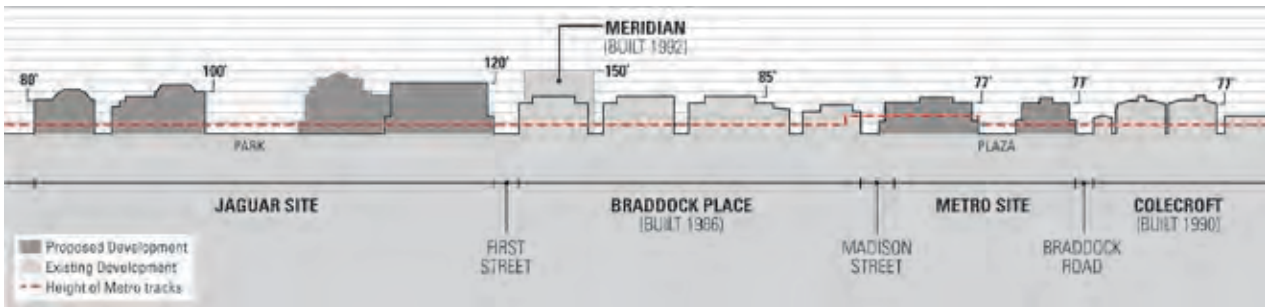 MERIDIAN
(BUILT 1992)
80'
100'
120'
150'
85'
77'
77'
77'
PARK
PLAZA
JAGUAR SITE
BRADDOCK PLACE
(BUILT 1986)
METRO SITE
COLECROFT
(BUILT 1990)
FIRST
STREET
MADISON
STREET
BRADDOCK
ROAD
Proposed Development
Existing Development
Height of Metro tracks